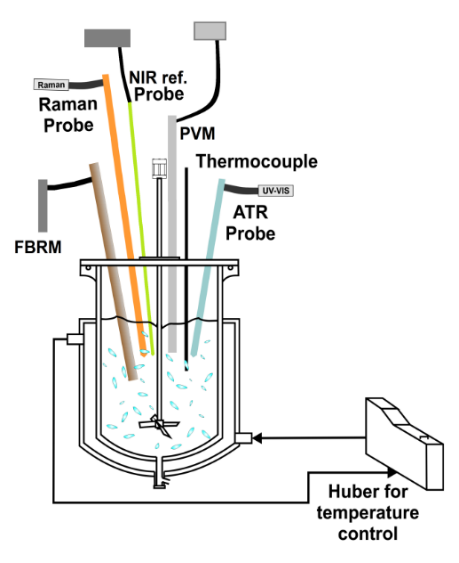 Raman
Raman
Probe
NIR ref.
Probe
PVM
Thermocouple
UV-VIS
ATR
Probe
FBRM
Huber for
temperature
control